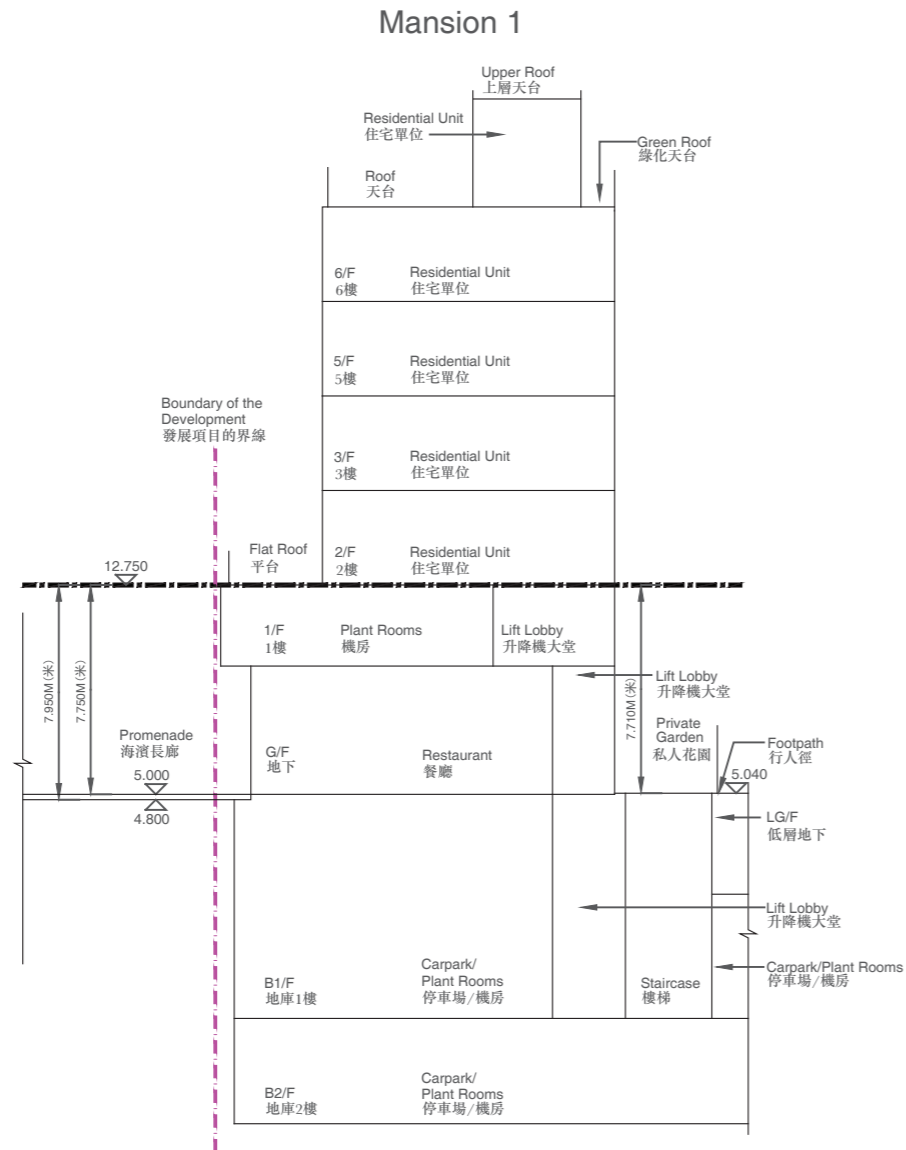 Mansion 1
Upper Roof
上層天台
Residential Unit
住宅單位
Green Roof
綠化天台
Roof
天台
6/F Residential Unit
6樓 住宅單位
5/F Residential Unit
5樓 住宅單位
Boundary of the
Development
發展項目的界線
3/F Residential Unit
3樓 住宅單位
Flat Roof
平台
2/F Residential Unit
2樓 住宅單位
12.750
1/F Plant Rooms Lift Lobby
1樓 機房 升降機大堂
7.950M(米)
7.750M(米)
7.710M(米)
Lift Lobby
升降機大堂
Promenade
海濱長廊
Private
Garden
私人花園
G/F Restaurant
地下 餐廳
Footpath
行人徑
5.000
4.800
5.040
LG/F
低層地下
Lift Lobby
升降機大堂
B1/F
地庫1樓
Carpark/
Plant Rooms
停車場/機房
Staircase
樓梯
Carpark/Plant Rooms
停車場/機房
B2/F
地庫2樓
Carpark/
Plant Rooms
停車場/機房